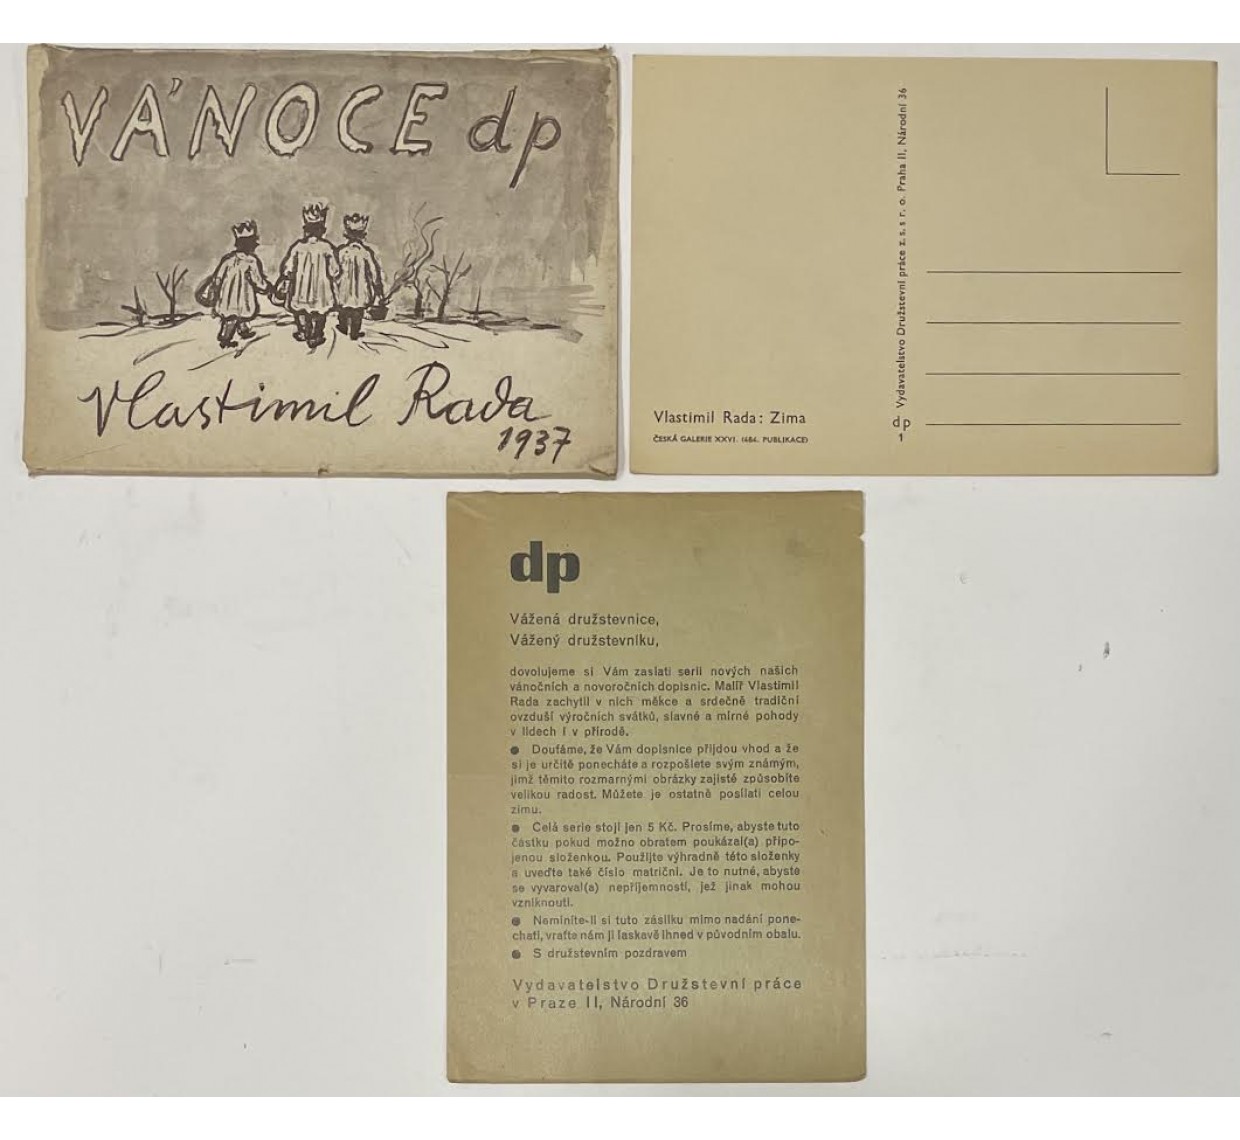 VÁNOCE dp
Vlastimil Rada
1937
Vlastimil Rada: Zima
ČESKÁ GALERIE XXVI. (484. PUBLIKACE)
Vydavatelstvo Družstevní práce z. s. s r. o. Praha II, Národní 36
dp
1
dp
Vážená družstevnice,
Vážený družstevníku,
dovolujeme si Vám zaslati serii nových našich
vánočních a novoročních dopisnic. Malíř Vlastimil
Rada zachytil v nich měkce a srdečně tradiční
ovzduší výročních svátků, slavné a mírné pohody
v lidech i v přírodě.
● Doufáme, že Vám dopisnice přijdou vhod a že
si je určitě ponecháte a rozpošlete svým známým,
jimž těmito rozmarnými obrázky zajistě způsobíte
velikou radost. Můžete je ostatně posílati celou
zimu.
● Celá serie stojí jen 5 Kč. Prosíme, abyste tuto
částku pokud možno obratem poukázal(a) připo-
jenou složenkou. Použijte výhradně této složenky
a uveďte také číslo matriční. Je to nutné, abyste
se vyvaroval(a) nepříjemností, jež jinak mohou
vzniknouti.
● Nemíníte-li si tuto zásilku mimo nadání pone-
chati, vraťte nám ji laskavě ihned v původním obalu.
● S družstevním pozdravem
Vydavatelstvo Družstevní práce
v Praze II, Národní 36